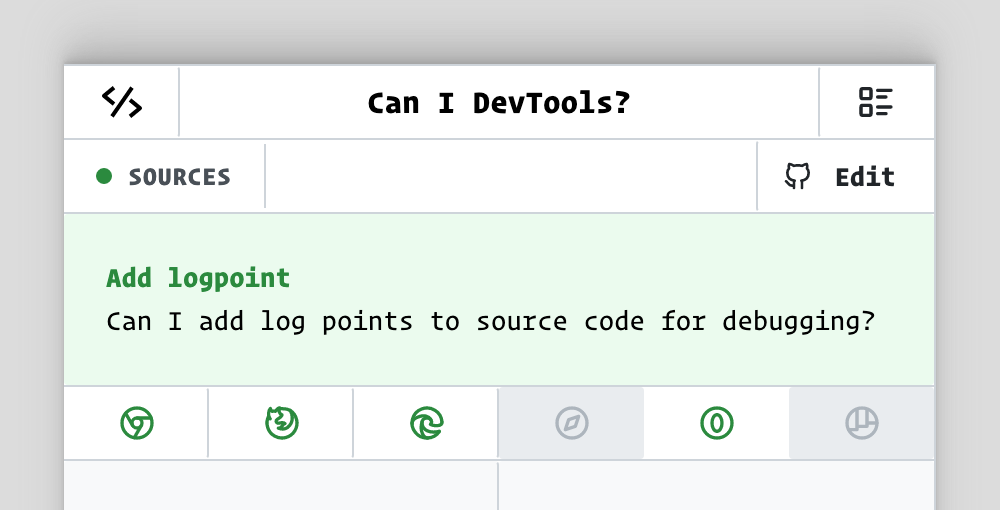 Can I DevTools?
SOURCES
Edit
Add logpoint
Can I add log points to source code for debugging?